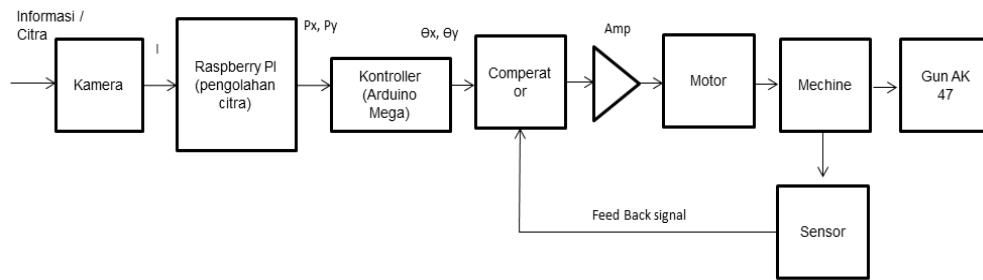 Informasi /
Citra
I
Px, Py
Θx, Θy
Amp
Kamera
Raspberry PI
(pengolahan
citra)
Kontroller
(Arduino
Mega)
Comperat
or
Motor
Mechine
Gun AK
47
Feed Back signal
Sensor